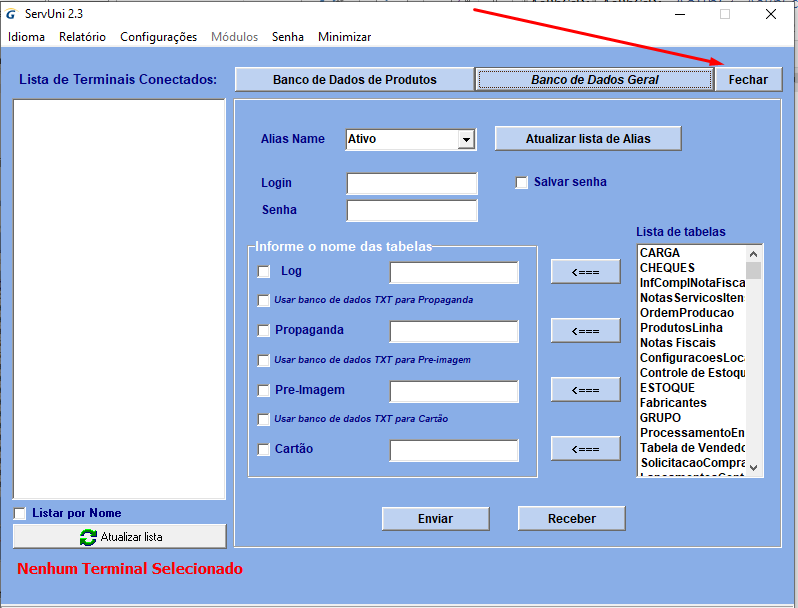 ServUni 2.3
Idioma Relatório Configurações Módulos Senha Minimizar
Lista de Terminais Conectados:
Banco de Dados de Produtos
Banco de Dados Geral
Fechar
Alias Name
Ativo
Atualizar lista de Alias
Login
Salvar senha
Senha
Lista de tabelas
Informe o nome das tabelas
Log
<===
Usar banco de dados TXT para Propaganda
Propaganda
<===
Usar banco de dados TXT para Pre-imagem
Pre-Imagem
<===
Usar banco de dados TXT para Cartão
Cartão
<===
CARGA
CHEQUES
InfComplNotaFisca
NotasServicosItens
OrdemProducao
ProdutosLinha
Notas Fiscais
ConfiguracoesLoca
Controle de Estoqu
ESTOQUE
Fabricantes
GRUPO
ProcessamentoEn
Tabela de Vendedo
SolicitacaoCompra
Listar por Nome
Enviar
Receber
Atualizar lista
Nenhum Terminal Selecionado